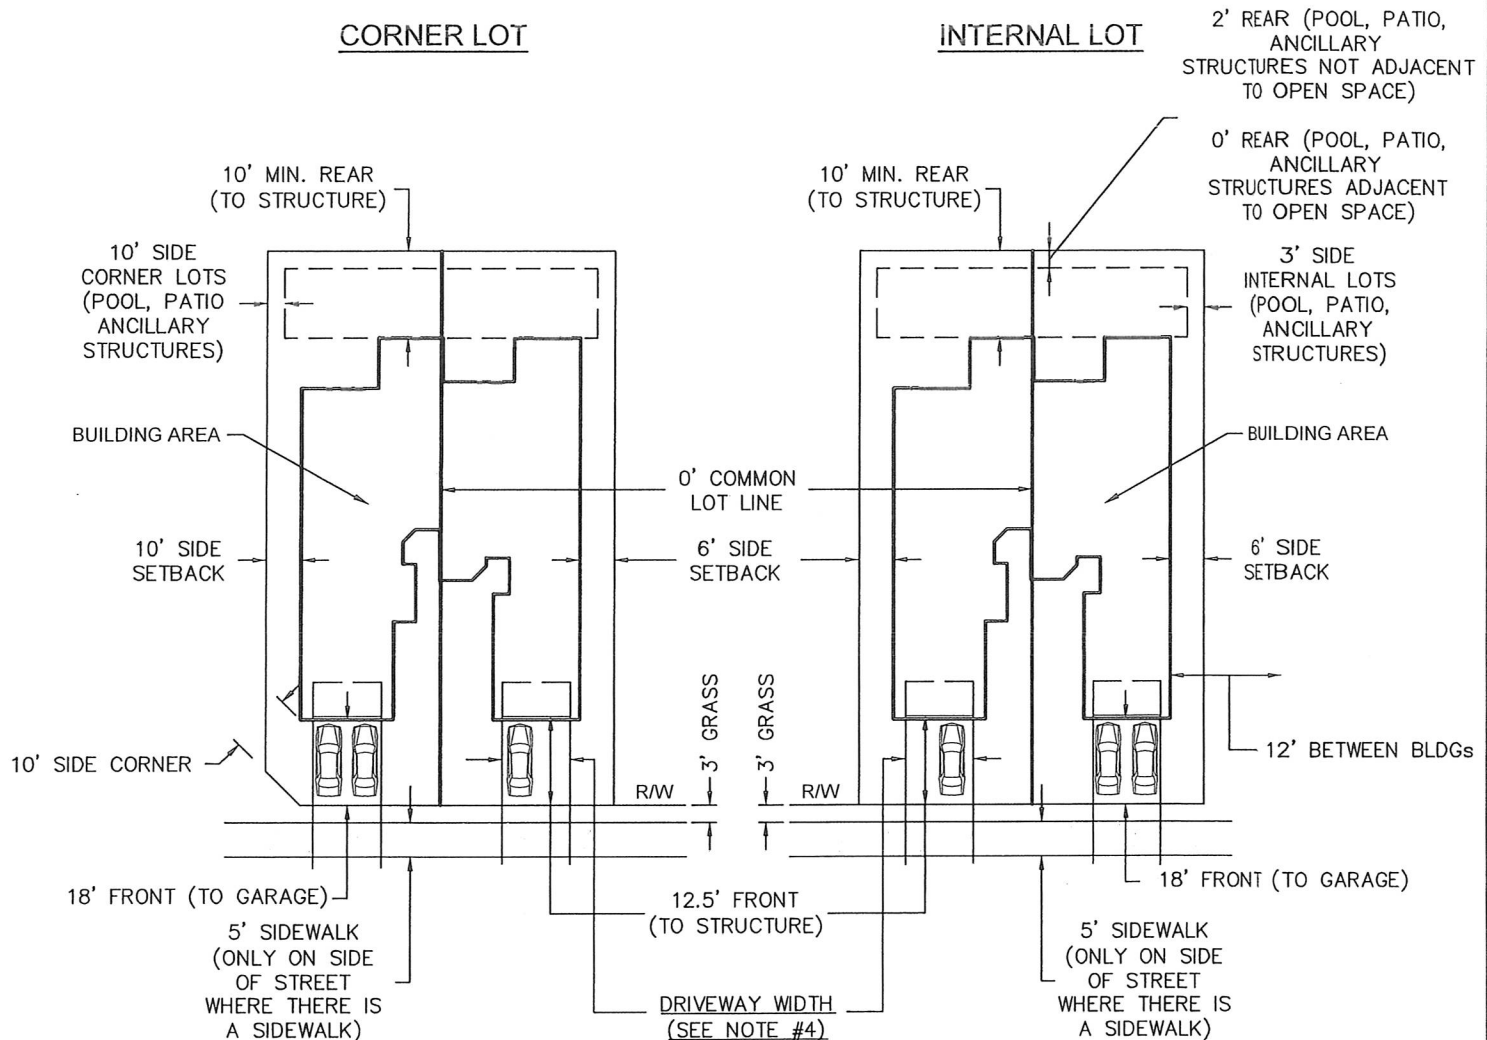 CORNER LOT
INTERNAL LOT
2' REAR (POOL, PATIO,
ANCILLARY
STRUCTURES NOT ADJACENT
TO OPEN SPACE)
0' REAR (POOL, PATIO,
ANCILLARY
STRUCTURES ADJACENT
TO OPEN SPACE)
10' MIN. REAR
(TO STRUCTURE)
10' MIN. REAR
(TO STRUCTURE)
10' SIDE
CORNER LOTS
(POOL, PATIO
ANCILLARY
STRUCTURES)
3' SIDE
INTERNAL LOTS
(POOL, PATIO,
ANCILLARY
STRUCTURES)
BUILDING AREA
BUILDING AREA
0' COMMON
LOT LINE
10' SIDE
SETBACK
6' SIDE
SETBACK
6' SIDE
SETBACK
3' GRASS
3' GRASS
10' SIDE CORNER
12' BETWEEN BLDGs
R/W
R/W
18' FRONT (TO GARAGE)
12.5' FRONT
(TO STRUCTURE)
18' FRONT (TO GARAGE)
5' SIDEWALK
(ONLY ON SIDE
OF STREET
WHERE THERE IS
A SIDEWALK)
DRIVEWAY WIDTH
(SEE NOTE #4)
5' SIDEWALK
(ONLY ON SIDE
OF STREET
WHERE THERE IS
A SIDEWALK)